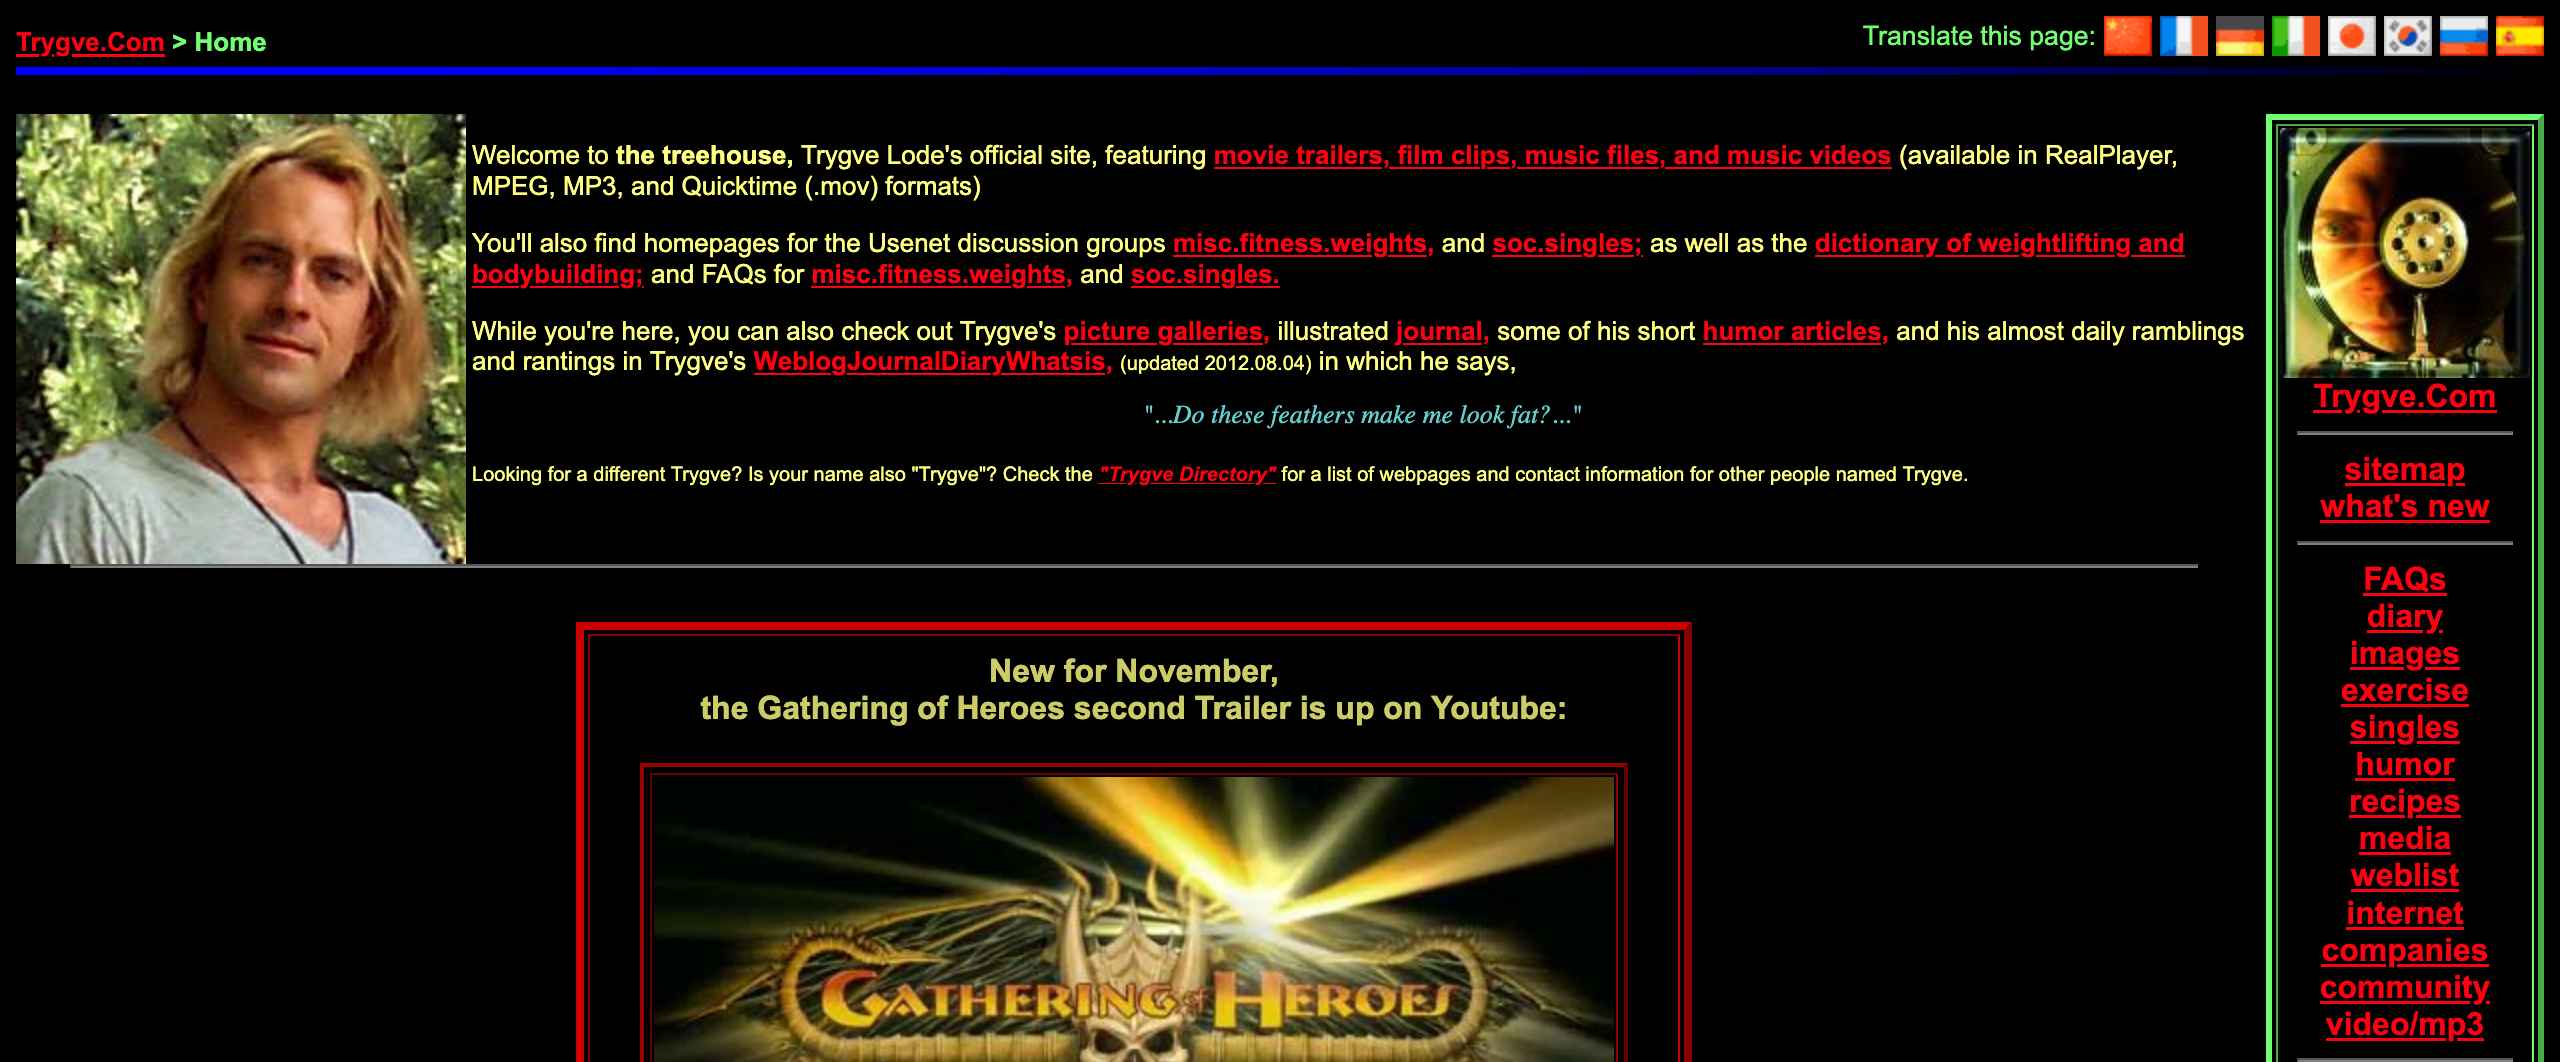 Trygve.Com > Home
Translate this page:
Welcome to the treehouse, Trygve Lode's official site, featuring movie trailers, film clips, music files, and music videos (available in RealPlayer,
MPEG, MP3, and Quicktime (.mov) formats)
You'll also find homepages for the Usenet discussion groups misc.fitness.weights, and soc.singles; as well as the dictionary of weightlifting and
bodybuilding; and FAQs for misc.fitness.weights, and soc.singles.
While you're here, you can also check out Trygve's picture galleries, illustrated journal, some of his short humor articles, and his almost daily ramblings
and rantings in Trygve's WeblogJournalDiaryWhatsis, (updated 2012.08.04) in which he says,
"...Do these feathers make me look fat?..."
Looking for a different Trygve? Is your name also "Trygve"? Check the "Trygve Directory" for a list of webpages and contact information for other people named Trygve.
New for November,
the Gathering of Heroes second Trailer is up on Youtube:
GATHERING of HEROES
Trygve.Com
sitemap
what's new
FAQs
diary
images
exercise
singles
humor
recipes
media
weblist
internet
companies
community
video/mp3